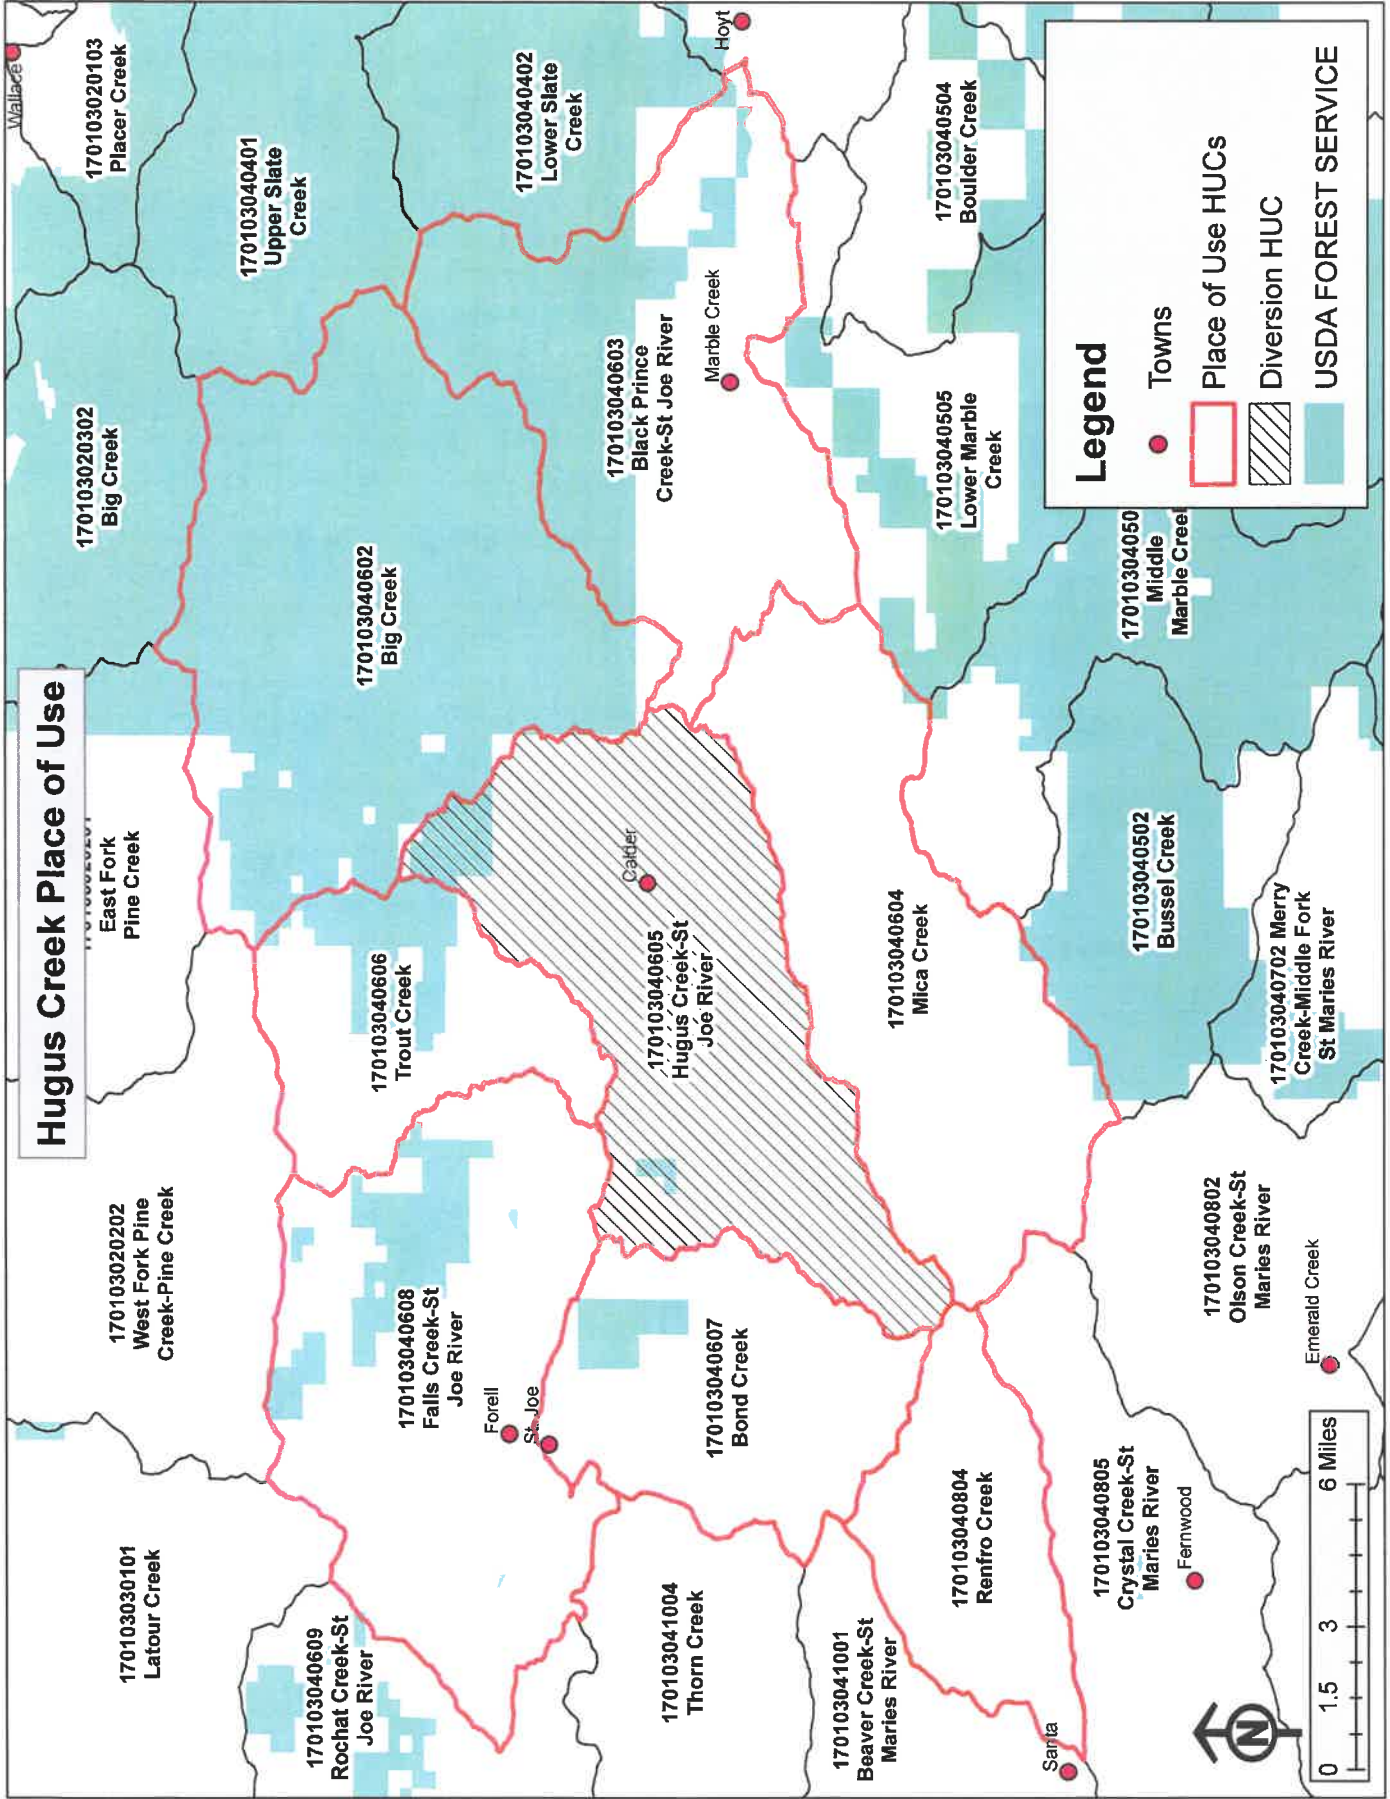 Hugus Creek Place of Use
Wallace
170103020103
Placer Creek
170103020302
Big Creek
East Fork
Pine Creek
170103020202
West Fork Pine
Creek-Pine Creek
170103030101
Latour Creek
170103040401
Upper Slate
Creek
170103040402
Lower Slate
Creek
Hoyt
170103040602
Big Creek
170103040603
Black Prince
Creek-St Joe River
Marble Creek
170103040606
Trout Creek
170103040608
Falls Creek-St
Joe River
Forell
St. Joe
170103040609
Rochat Creek-St
Joe River
Calder
170103040605
Hugus Creek-St
Joe River
170103040607
Bond Creek
170103041004
Thorn Creek
170103040504
Boulder Creek
170103040505
Lower Marble
Creek
170103040604
Mica Creek
170103041001
Beaver Creek-St
Maries River
170103040804
Renfro Creek
Santa
17010304050
Middle
Marble Creek
170103040502
Bussel Creek
170103040702 Merry
Creek-Middle Fork
St Maries River
170103040802
Olson Creek-St
Maries River
Emerald Creek
170103040805
Crystal Creek-St
Maries River
Fernwood
Legend
Towns
Place of Use HUCs
Diversion HUC
USDA FOREST SERVICE
N
0 1.5 3 6 Miles